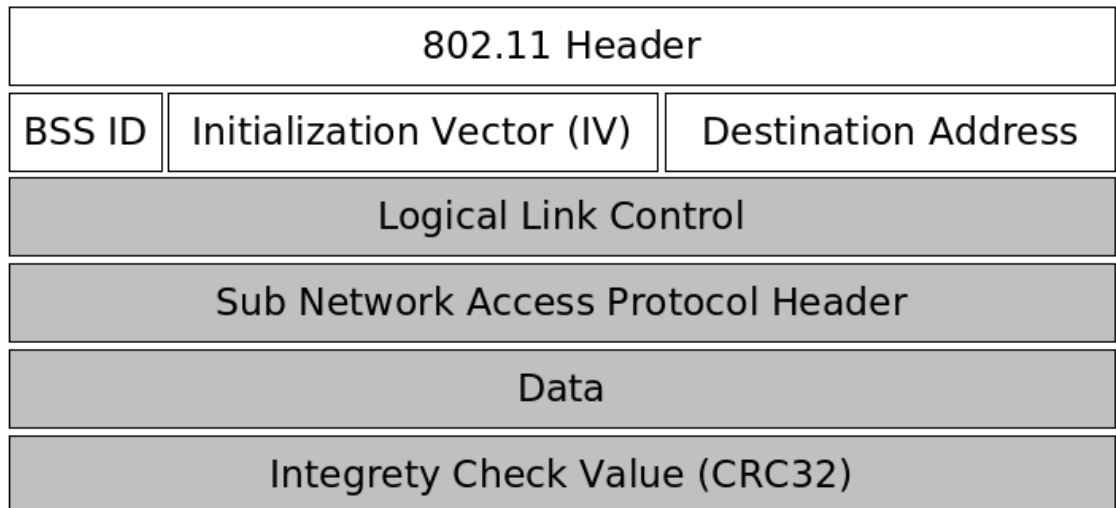 802.11 Header
BSS ID Initialization Vector (IV) Destination Address
Logical Link Control
Sub Network Access Protocol Header
Data
Integrety Check Value (CRC32)